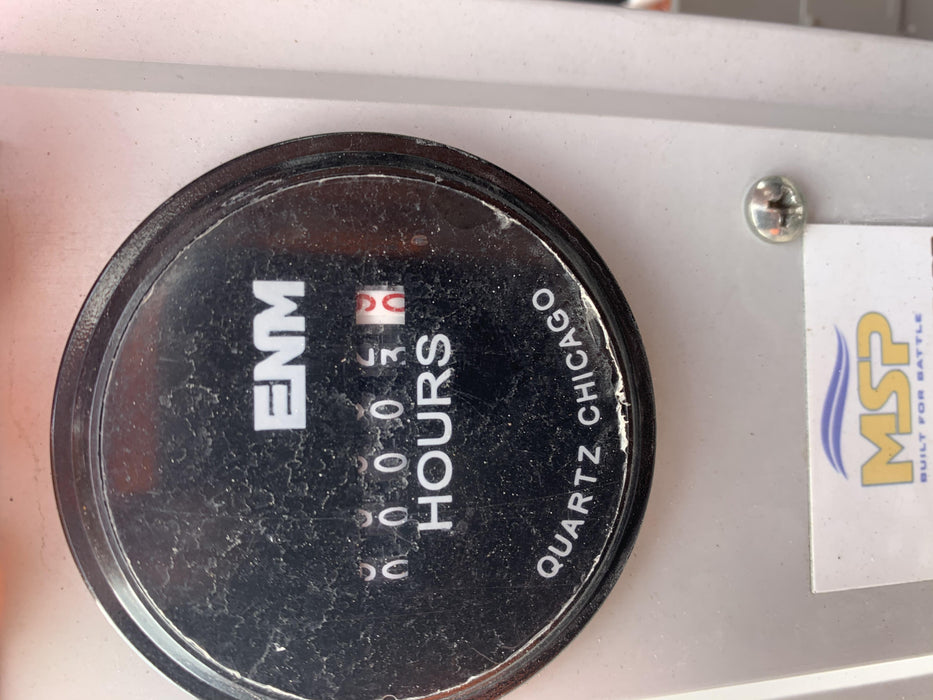 ENM
HOURS
QUARTZ CHICAGO
MSP
BUILT FOR BATTLE